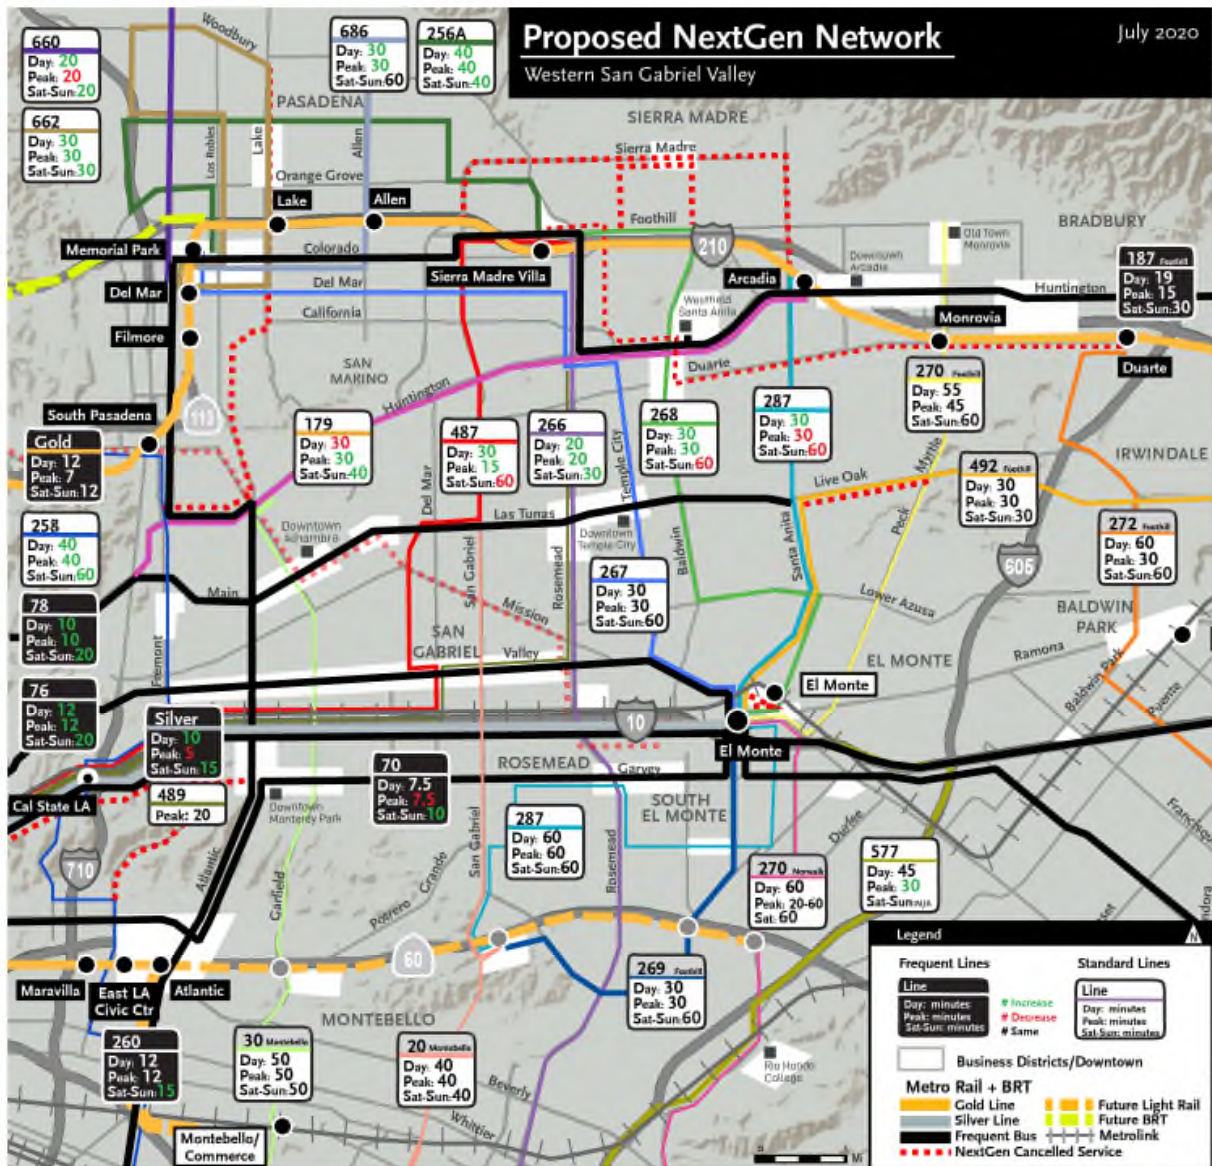 Proposed NextGen Network
July 2020
Western San Gabriel Valley
660
Day: 20
Peak: 20
Sat-Sun:20
662
Day: 30
Peak: 30
Sat-Sun:30
686
Day: 30
Peak: 30
Sat-Sun:60
256A
Day: 40
Peak: 40
Sat-Sun:40
Woodbury
PASADENA
SIERRA MADRE
Sierra Madre
Los Robles
Lake
Allen
Orange Grove
Lake
Allen
Foothill
BRADBURY
Memorial Park
Colorado
210
Old Town
Monrovia
Sierra Madre Villa
Arcadia
Downtown
Arcadia
187 Foothill
Day: 19
Peak: 15
Sat-Sun:30
Del Mar
Del Mar
Westfield
Santa Anita
Huntington
California
Filmore
Monrovia
SAN
MARINO
Huntington
Duarte
Duarte
270 Foothill
Day: 55
Peak: 45
Sat-Sun:60
South Pasadena
110
Gold
Day: 12
Peak: 7
Sat-Sun:12
179
Day: 30
Peak: 30
Sat-Sun:40
487
Day: 30
Peak: 15
Sat-Sun:60
266
Day: 20
Peak: 20
Sat-Sun:30
268
Day: 30
Peak: 30
Sat-Sun:60
287
Day: 30
Peak: 30
Sat-Sun:60
Temple City
Del Mar
Myrtle
IRWINDALE
492 Foothill
Day: 30
Peak: 30
Sat-Sun:30
Live Oak
Las Tunas
Peck
258
Day: 40
Peak: 40
Sat-Sun:60
Downtown
Alhambra
Downtown
Temple City
272 Foothill
Day: 60
Peak: 30
Sat-Sun:60
San Gabriel
Rosemead
Baldwin
Santa Anita
605
267
Day: 30
Peak: 30
Sat-Sun:60
Main
Mission
Lower Azusa
78
Day: 10
Peak: 10
Sat-Sun:20
BALDWIN
PARK
Fremont
SAN
GABRIEL
Valley
Ramona
EL MONTE
Baldwin Park
Puente
76
Day: 12
Peak: 12
Sat-Sun:20
El Monte
Silver
Day: 10
Peak: 5
Sat-Sun:15
10
El Monte
70
Day: 7.5
Peak: 7.5
Sat-Sun:10
ROSEMEAD
Garvey
Cal State LA
489
Peak: 20
Downtown
Monterey Park
SOUTH
EL MONTE
287
Day: 60
Peak: 60
Sat-Sun:60
Durfee
710
Atlantic
Garfield
Potrero Grande
San Gabriel
Rosemead
270 Norwalk
Day: 60
Peak: 20-60
Sat: 60
577
Day: 45
Peak: 30
Sat-Sun:N/A
60
Maravilla
East LA
Civic Ctr
Atlantic
269 Foothill
Day: 30
Peak: 30
Sat-Sun:60
MONTEBELLO
260
Day: 12
Peak: 12
Sat-Sun:15
30 Montebello
Day: 50
Peak: 50
Sat-Sun:50
20 Montebello
Day: 40
Peak: 40
Sat-Sun:40
Rio Hondo
College
Beverly
Whittier
Montebello/
Commerce
Legend
N
Frequent Lines
Standard Lines
Line
Day: minutes
Peak: minutes
Sat-Sun: minutes
# Increase
# Decrease
# Same
Line
Day: minutes
Peak: minutes
Sat-Sun: minutes
Business Districts/Downtown
Metro Rail + BRT
Gold Line
Future Light Rail
Silver Line
Future BRT
Frequent Bus
Metrolink
NextGen Cancelled Service
Mi